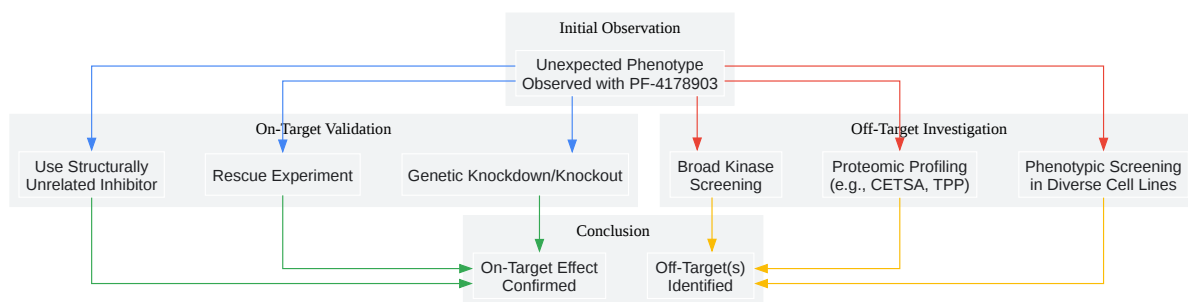 Initial Observation
Unexpected Phenotype
Observed with PF-4178903
On-Target Validation
Off-Target Investigation
Use Structurally
Unrelated Inhibitor
Rescue Experiment
Genetic Knockdown/Knockout
Broad Kinase
Screening
Proteomic Profiling
(e.g., CETSA, TPP)
Phenotypic Screening
in Diverse Cell Lines
Conclusion
On-Target Effect
Confirmed
Off-Target(s)
Identified